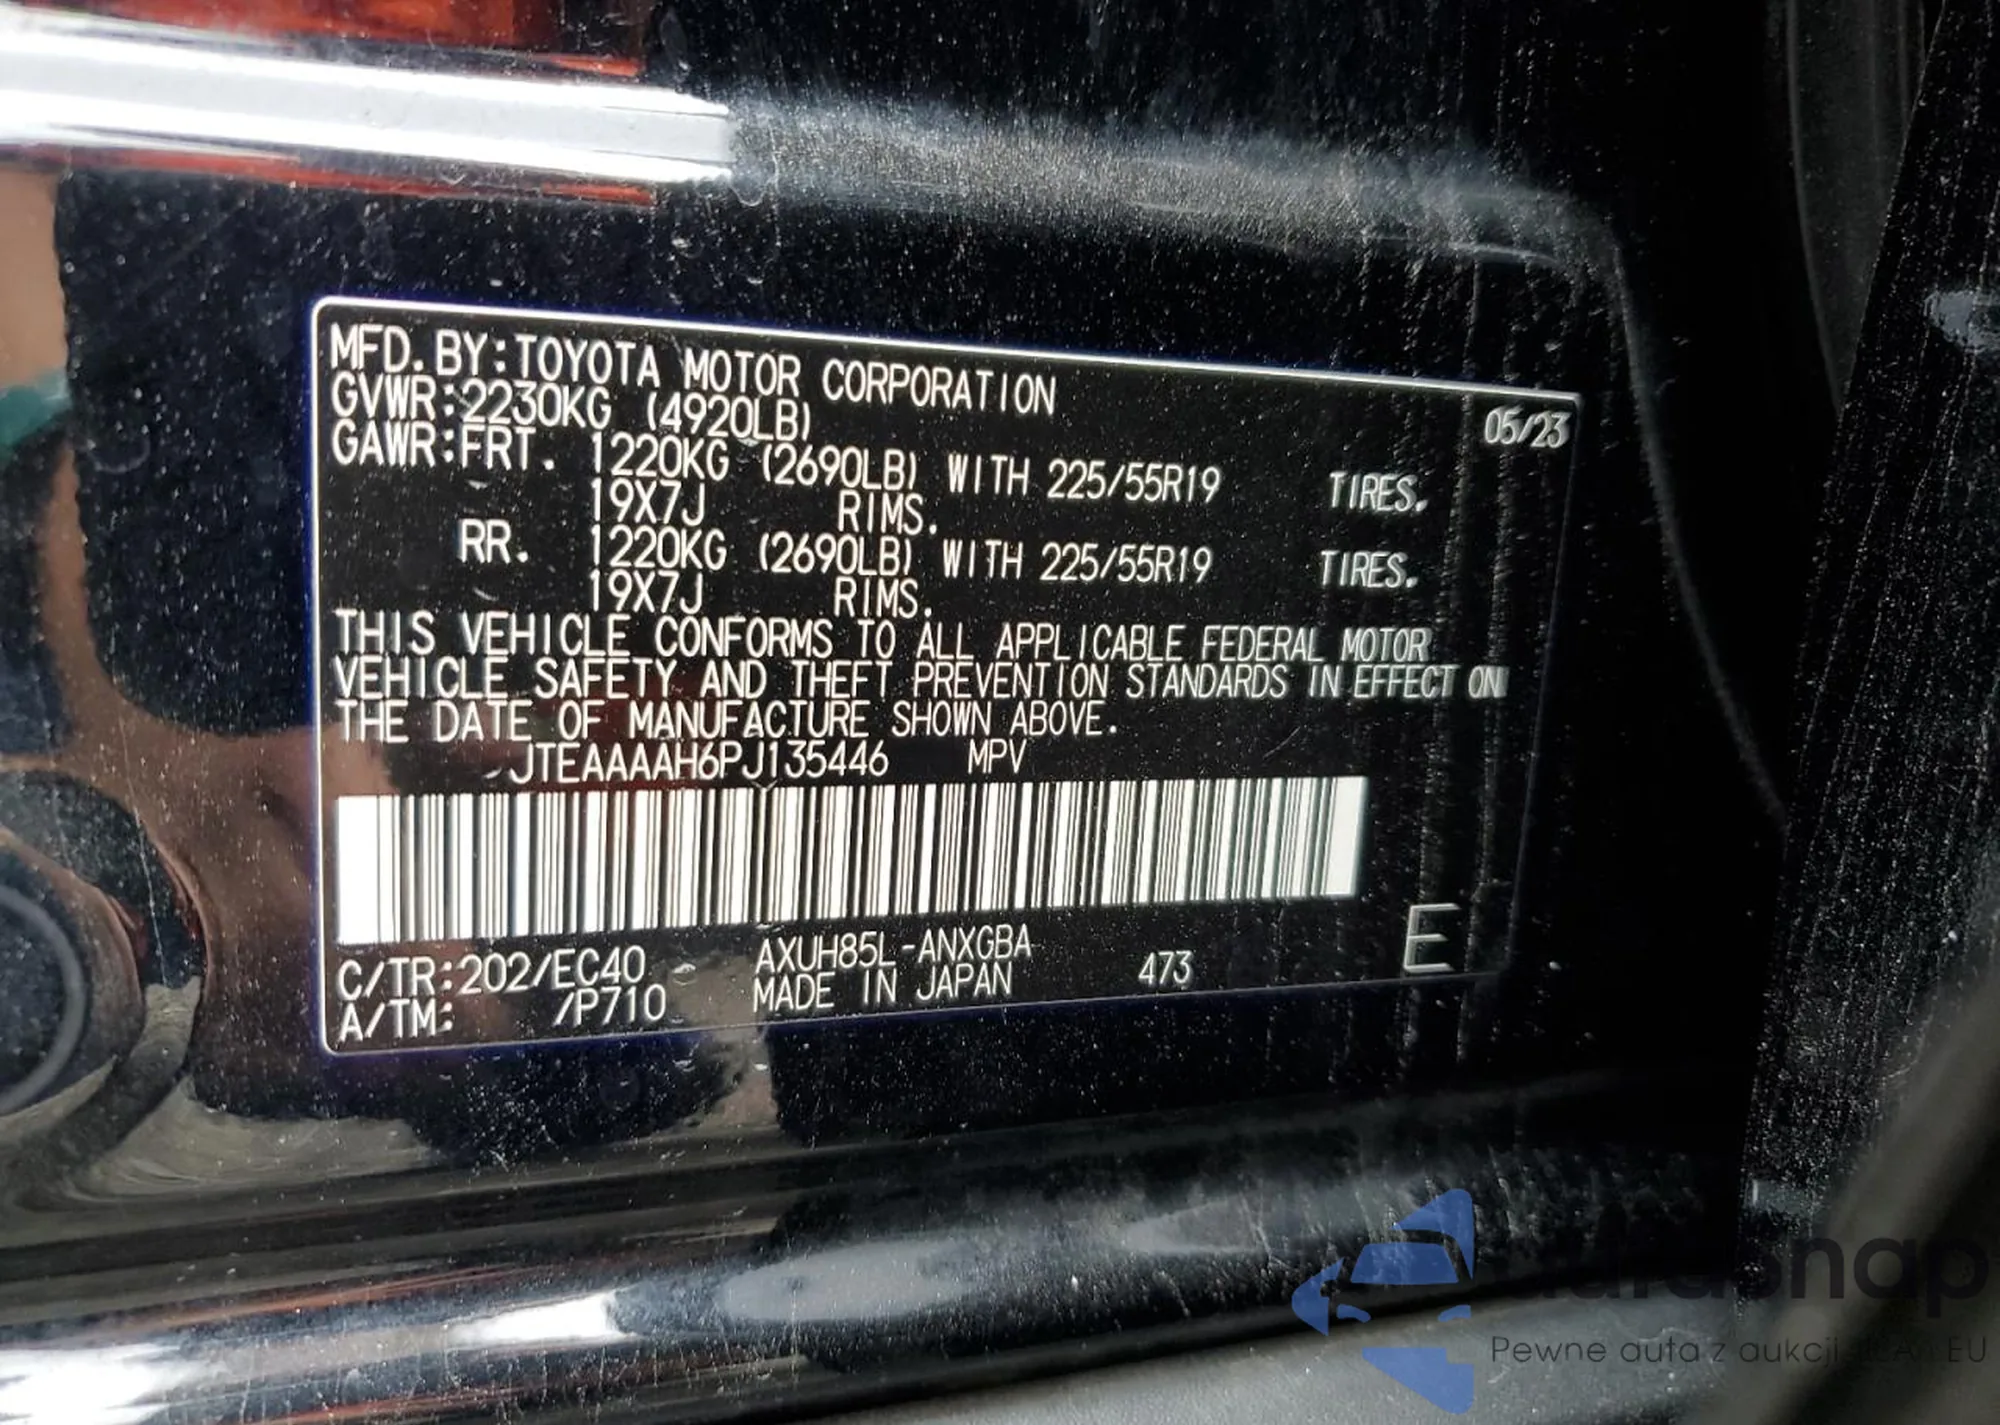 MFD.BY:TOYOTA MOTOR CORPORATION 05/23
GVWR:2230KG (4920LB)
GAWR:FRT. 1220KG (2690LB) WITH 225/55R19 TIRES.
19X7J RIMS.
RR. 1220KG (2690LB) WITH 225/55R19 TIRES.
19X7J RIMS.
THIS VEHICLE CONFORMS TO ALL APPLICABLE FEDERAL MOTOR
VEHICLE SAFETY AND THEFT PREVENTION STANDARDS IN EFFECT ON
THE DATE OF MANUFACTURE SHOWN ABOVE.
JTEAAAAH6PJ135446 MPV
C/TR:202/EC40 AXUH85L-ANXGBA 473 E
A/TM: /P710 MADE IN JAPAN
Pewne auta z aukcji EU